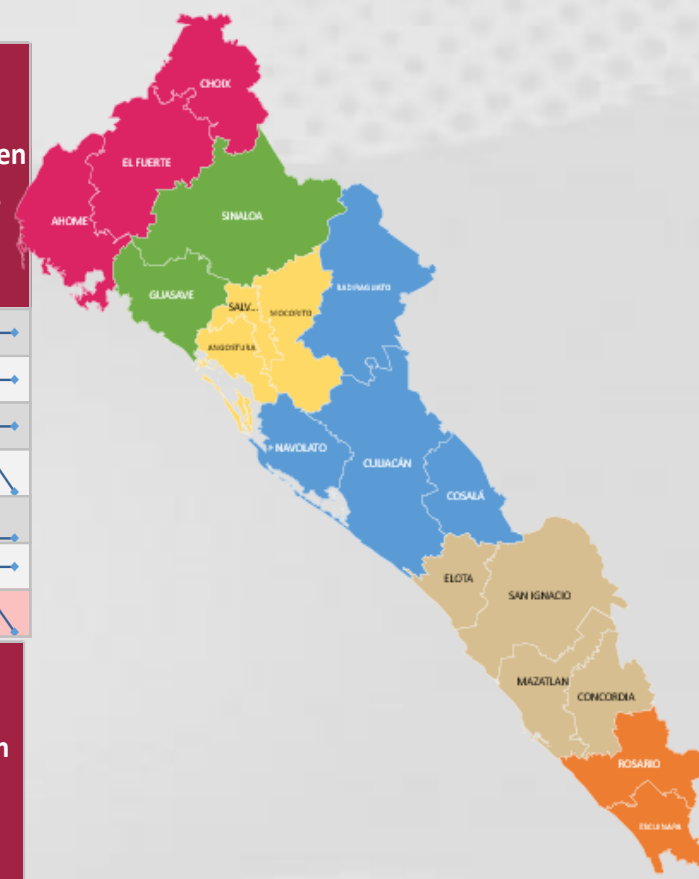 en
CHOIX
EL FUERTE
AHOME
SINALOA
GUASAVE
BADIRAGUATO
SALV...
MOCORITO
ANGOSTURA
NAVOLATO
CULIACÁN
COSALÁ
ELOTA
SAN IGNACIO
MAZATLAN
CONCORDIA
n
ROSARIO
ESCUINAPA